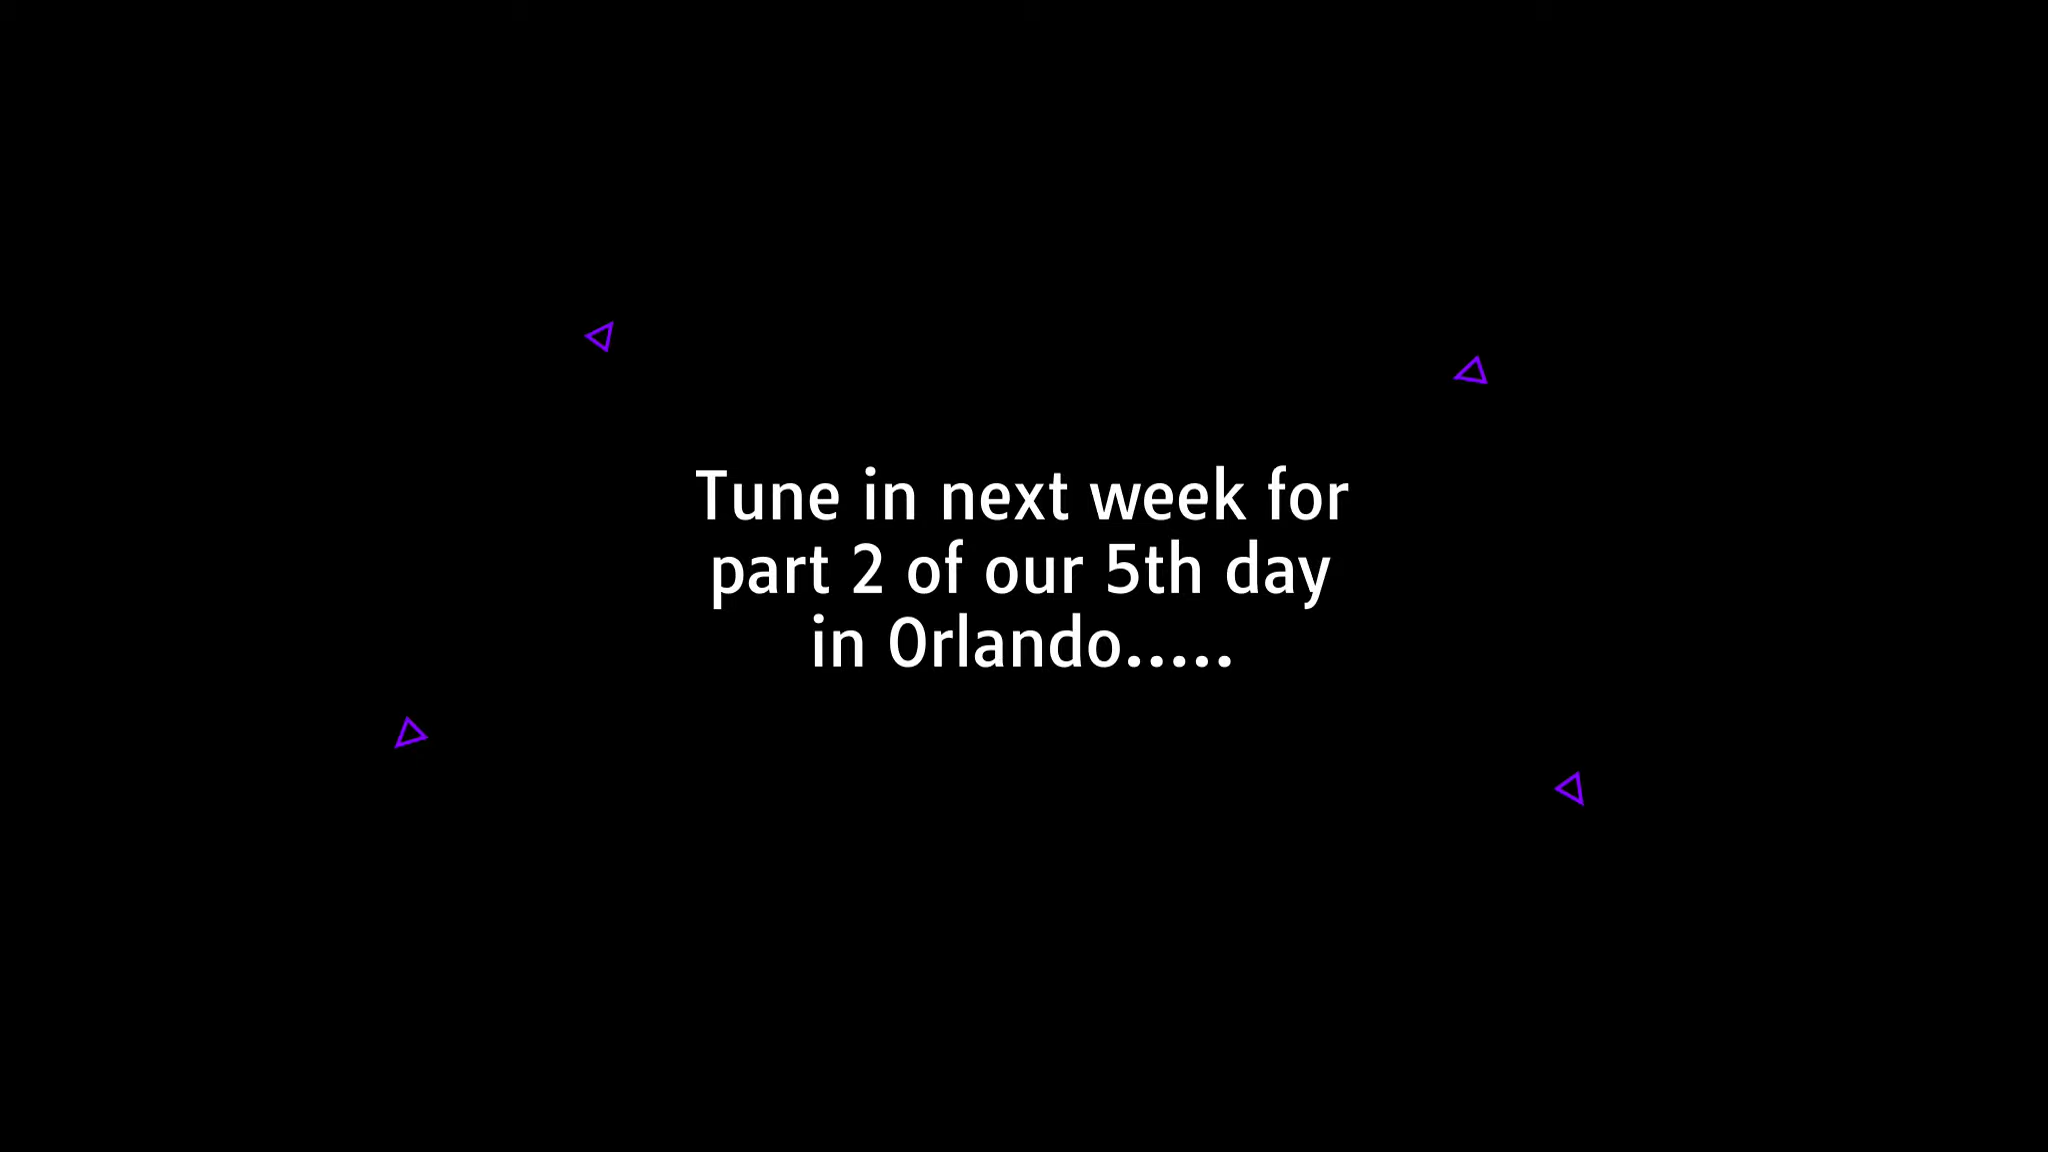 Tune in next week for
part 2 of our 5th day
in Orlando.....